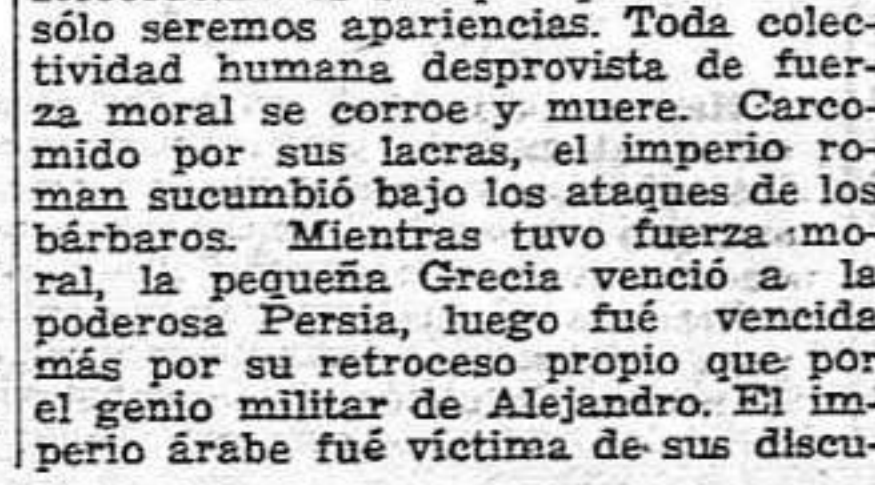 sólo seremos apariencias. Toda colec-
tividad humana desprovista de fuer-
za moral se corroe y muere. Carco-
mido por sus lacras, el imperio ro-
man sucumbió bajo los ataques de los
bárbaros. Mientras tuvo fuerza mo-
ral, la pequeña Grecia venció a la
poderosa Persia, luego fué vencida
más por su retroceso propio que por
el genio militar de Alejandro. El im-
perio árabe fué víctima de sus discu-